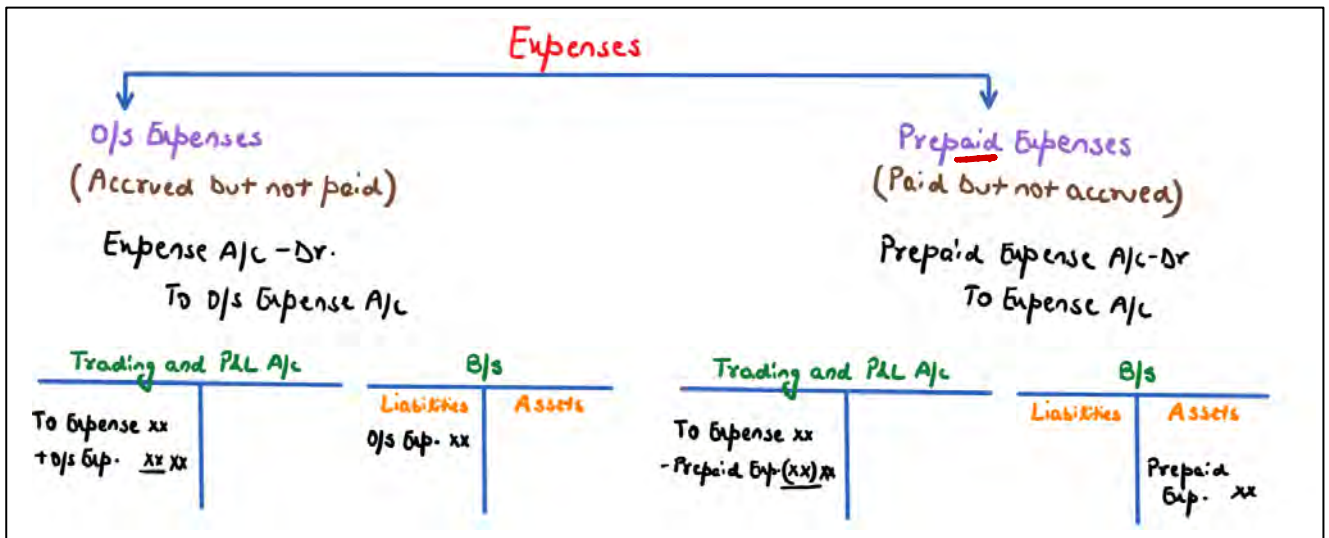 Expenses
O/s Expenses
(Accrued but not paid)
Expense A/c -Dr.
To O/s Expense A/c
Trading and P&L A/c
To Expense xx
+ O/s Exp. xx xx
B/s
Liabilities Assets
O/s Exp. xx
Prepaid Expenses
(Paid but not accrued)
Prepaid Expense A/c-Dr
To Expense A/c
Trading and P&L A/c
To Expense xx
- Prepaid Exp. (xx) xx
B/s
Liabilities Assets
Prepaid
Exp. xx